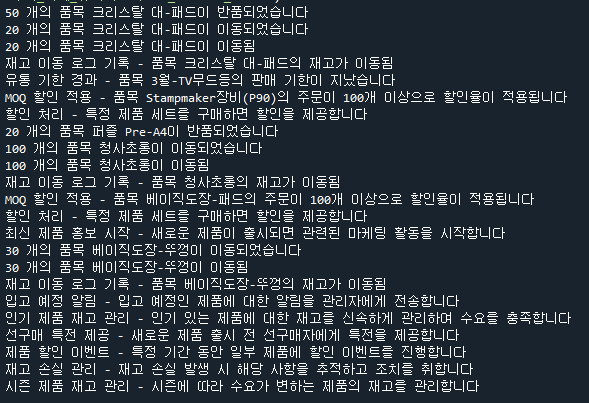 50 개의 품목 크리스탈 대-패드이 반품되었습니다
20 개의 품목 크리스탈 대-패드이 이동되었습니다
20 개의 품목 크리스탈 대-패드이 이동됨
재고 이동 로그 기록 - 품목 크리스탈 대-패드의 재고가 이동됨
유통 기한 경과 - 품목 3월-TV무드등의 판매 기한이 지났습니다
MOQ 할인 적용 - 품목 Stampmaker장비(P90)의 주문이 100개 이상으로 할인율이 적용됩니다
할인 처리 - 특정 제품 세트를 구매하면 할인을 제공합니다
20 개의 품목 퍼즐 Pre-A4이 반품되었습니다
100 개의 품목 청사초롱이 이동되었습니다
100 개의 품목 청사초롱이 이동됨
재고 이동 로그 기록 - 품목 청사초롱의 재고가 이동됨
MOQ 할인 적용 - 품목 베이직도장-패드의 주문이 100개 이상으로 할인율이 적용됩니다
할인 처리 - 특정 제품 세트를 구매하면 할인을 제공합니다
최신 제품 홍보 시작 - 새로운 제품이 출시되면 관련된 마케팅 활동을 시작합니다
30 개의 품목 베이직도장-뚜껑이 이동되었습니다
30 개의 품목 베이직도장-뚜껑이 이동됨
재고 이동 로그 기록 - 품목 베이직도장-뚜껑의 재고가 이동됨
입고 예정 알림 - 입고 예정인 제품에 대한 알림을 관리자에게 전송합니다
인기 제품 재고 관리 - 인기 있는 제품에 대한 재고를 신속하게 관리하여 수요를 충족합니다
선구매 특전 제공 - 새로운 제품 출시 전 선구매자에게 특전을 제공합니다
제품 할인 이벤트 - 특정 기간 동안 일부 제품에 할인 이벤트를 진행합니다
재고 손실 관리 - 재고 손실 발생 시 해당 사항을 추적하고 조치를 취합니다
시즌 제품 재고 관리 - 시즌에 따라 수요가 변하는 제품의 재고를 관리합니다